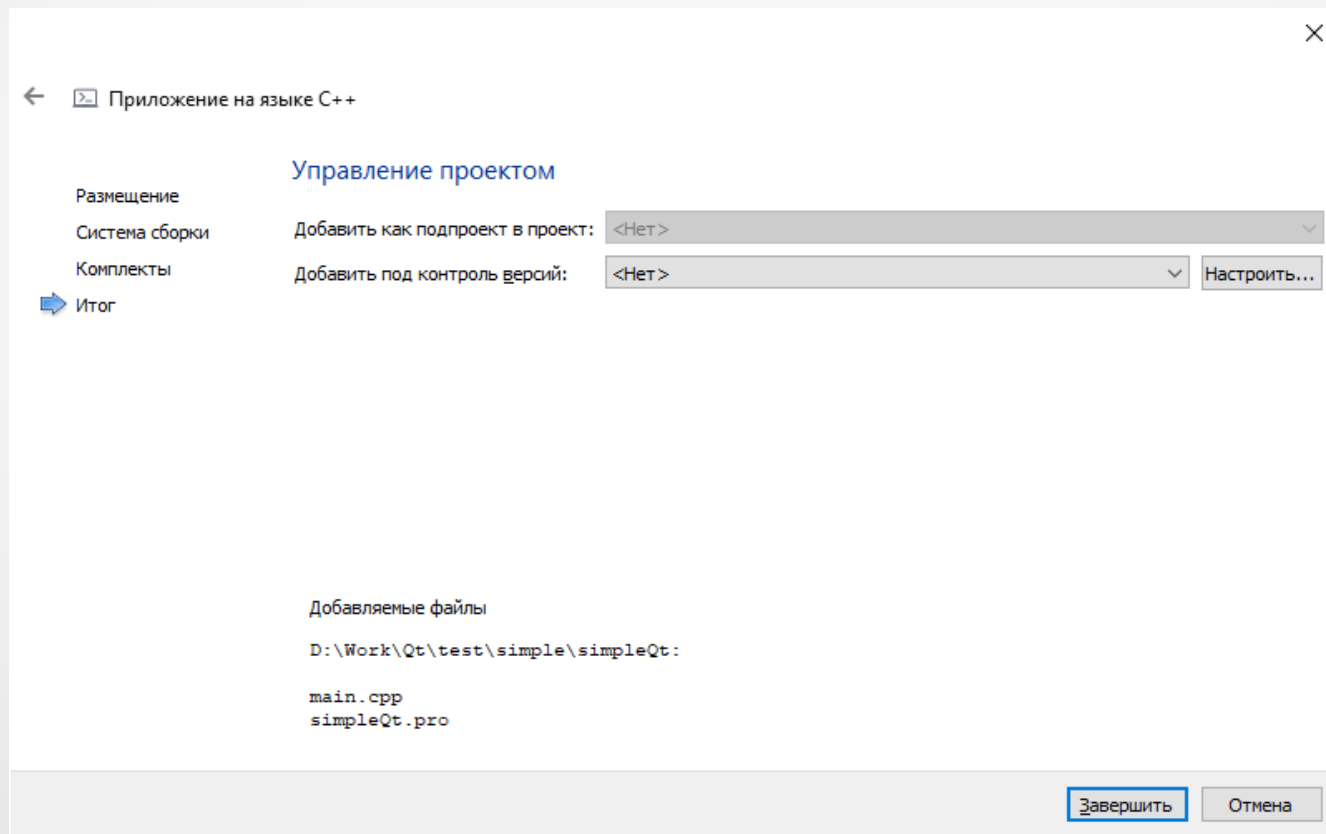 Приложение на языке C++
Управление проектом
Размещение
Система сборки
Комплекты
Итог
Добавить как подпроект в проект: <Нет>
Добавить под контроль версий: <Нет> Настроить...
Добавляемые файлы
D:\Work\Qt\test\simple\simpleQt:
main.cpp
simpleQt.pro
Завершить Отмена